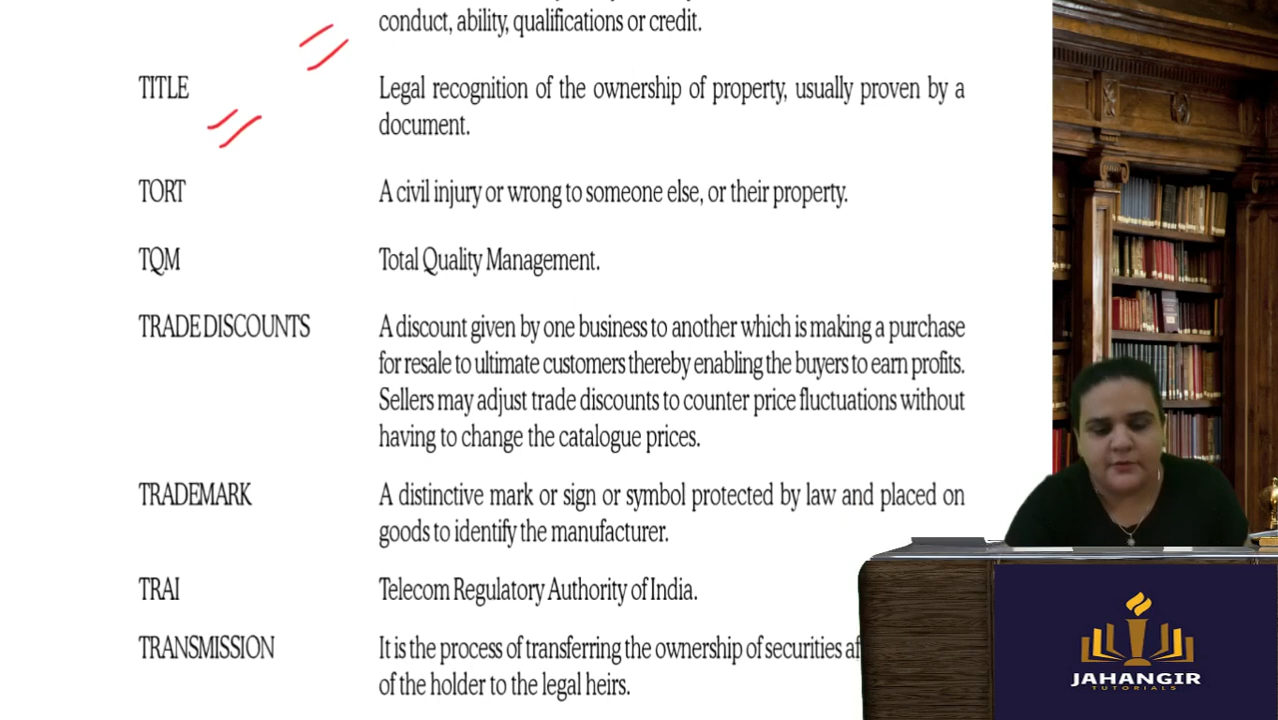 conduct, ability, qualifications or credit.
TITLE Legal recognition of the ownership of property, usually proven by a
document.
TORT A civil injury or wrong to someone else, or their property.
TQM Total Quality Management.
TRADE DISCOUNTS A discount given by one business to another which is making a purchase
for resale to ultimate customers thereby enabling the buyers to earn profits.
Sellers may adjust trade discounts to counter price fluctuations without
having to change the catalogue prices.
TRADEMARK A distinctive mark or sign or symbol protected by law and placed on
goods to identify the manufacturer.
TRAI Telecom Regulatory Authority of India.
TRANSMISSION It is the process of transferring the ownership of securities
of the holder to the legal heirs.
JAHANGIR
TUTORIALS